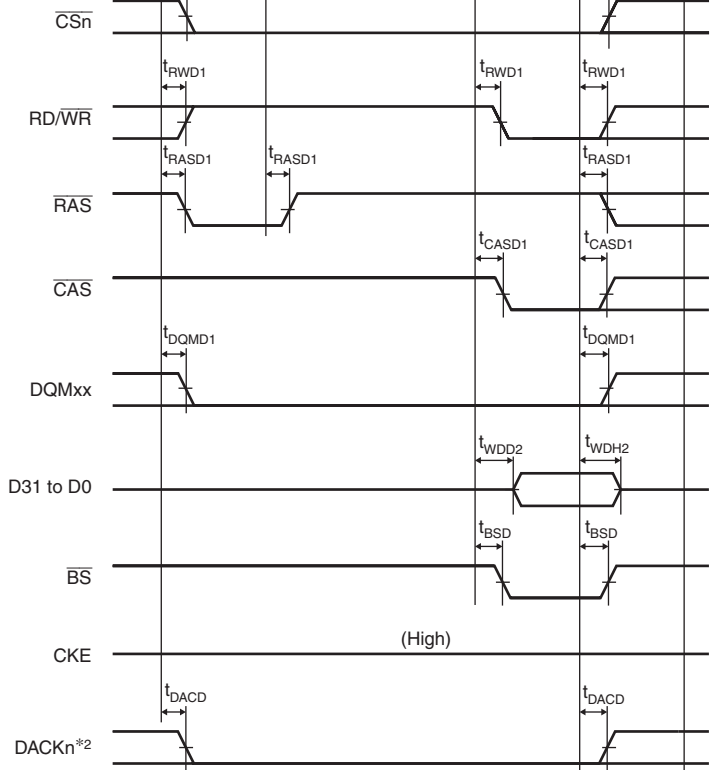 CSn
tRWD1 tRWD1 tRWD1
RD/WR
tRASD1 tRASD1 tRASD1
RAS
tCASD1 tCASD1
CAS
tDQMD1 tDQMD1
DQMxx
tWDD2 tWDH2
D31 to D0
tBSD tBSD
BS
(High)
CKE
tDACD tDACD
DACKn*2